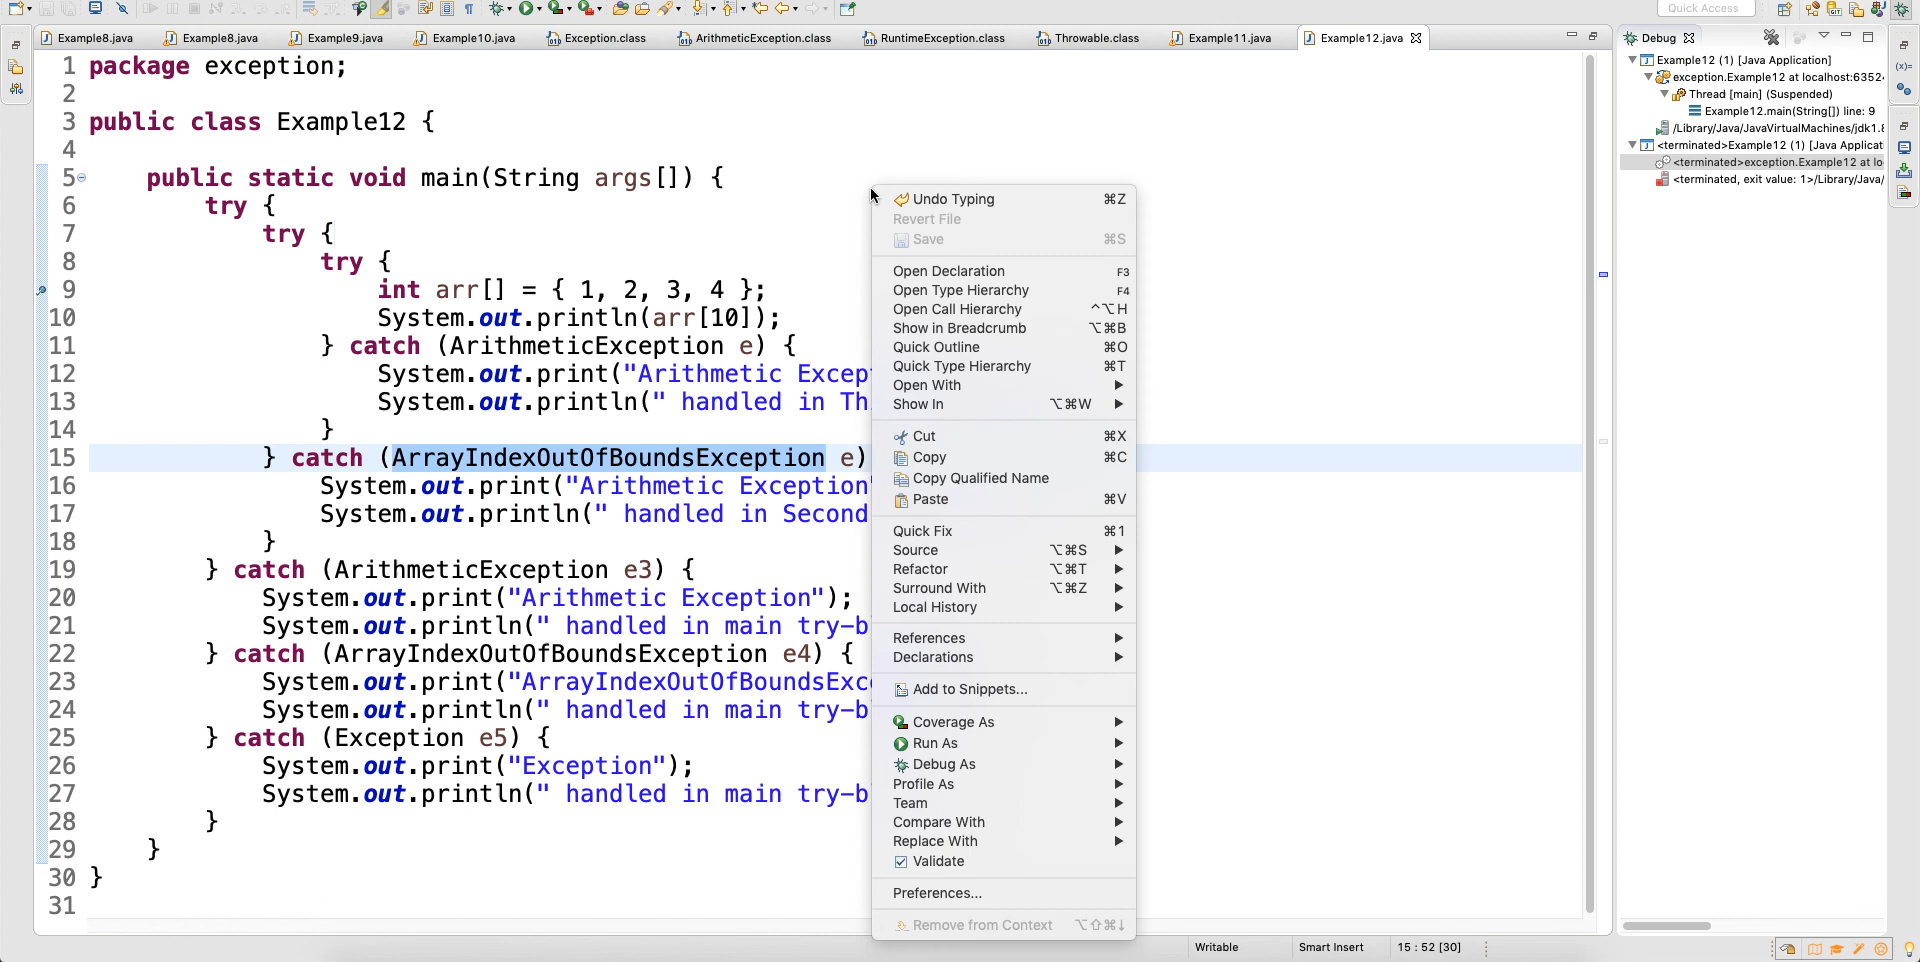 Quick Access
Example8.java
Example8.java
Example9.java
Example10.java
Exception.class
ArithmeticException.class
RuntimeException.class
Throwable.class
Example11.java
Example12.java
Debug
1 package exception;
2
3 public class Example12 {
4
5 public static void main(String args[]) {
6 try {
7 try {
8 try {
9 int arr[] = { 1, 2, 3, 4 };
10 System.out.println(arr[10]);
11 } catch (ArithmeticException e) {
12 System.out.print("Arithmetic Excep
13 System.out.println(" handled in Th
14 }
15 } catch (ArrayIndexOutOfBoundsException e)
16 System.out.print("Arithmetic Exception
17 System.out.println(" handled in Second
18 }
19 } catch (ArithmeticException e3) {
20 System.out.print("Arithmetic Exception");
21 System.out.println(" handled in main try-b
22 } catch (ArrayIndexOutOfBoundsException e4) {
23 System.out.print("ArrayIndexOutOfBoundsExc
24 System.out.println(" handled in main try-b
25 } catch (Exception e5) {
26 System.out.print("Exception");
27 System.out.println(" handled in main try-b
28 }
29 }
30 }
31
Undo Typing ⌘Z
Revert File
Save ⌘S
Open Declaration F3
Open Type Hierarchy F4
Open Call Hierarchy ^⌥H
Show in Breadcrumb ⌥⌘B
Quick Outline ⌘O
Quick Type Hierarchy ⌘T
Open With
Show In ⌥⌘W
Cut ⌘X
Copy ⌘C
Copy Qualified Name
Paste ⌘V
Quick Fix ⌘1
Source ⌥⌘S
Refactor ⌥⌘T
Surround With ⌥⌘Z
Local History
References
Declarations
Add to Snippets...
Coverage As
Run As
Debug As
Profile As
Team
Compare With
Replace With
Validate
Preferences...
Remove from Context ⌥⇧⌘↓
Example12 (1) [Java Application]
exception.Example12 at localhost:6352
Thread [main] (Suspended)
Example12.main(String[]) line: 9
/Library/Java/JavaVirtualMachines/jdk1.8
<terminated>Example12 (1) [Java Applicat
<terminated>exception.Example12 at lo
<terminated, exit value: 1>/Library/Java/
(x)=
Writable
Smart Insert
15 : 52 [30]